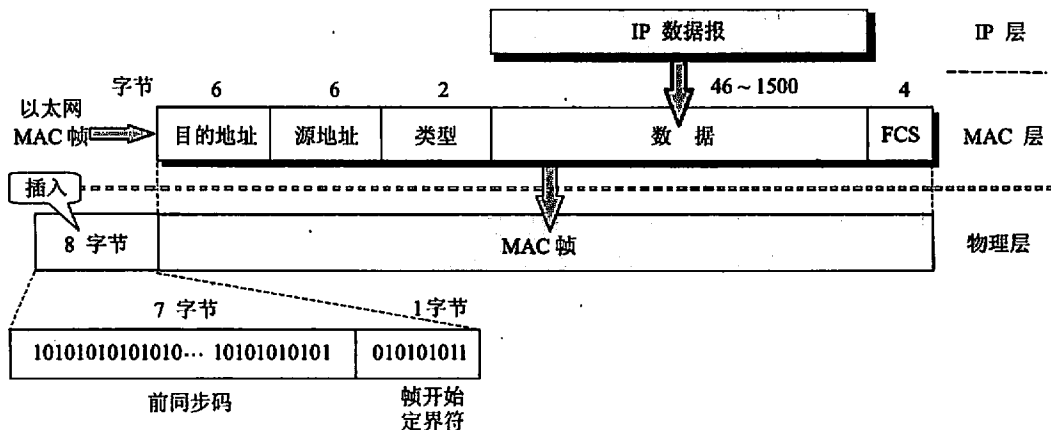 IP 数据报
IP 层
字节
6
6
2
46~1500
4
以太网
MAC 帧
目的地址
源地址
类型
数 据
FCS
MAC 层
插入
8 字节
MAC 帧
物理层
7 字节
1字节
10101010101010··· 10101010101
010101011
前同步码
帧开始
定界符